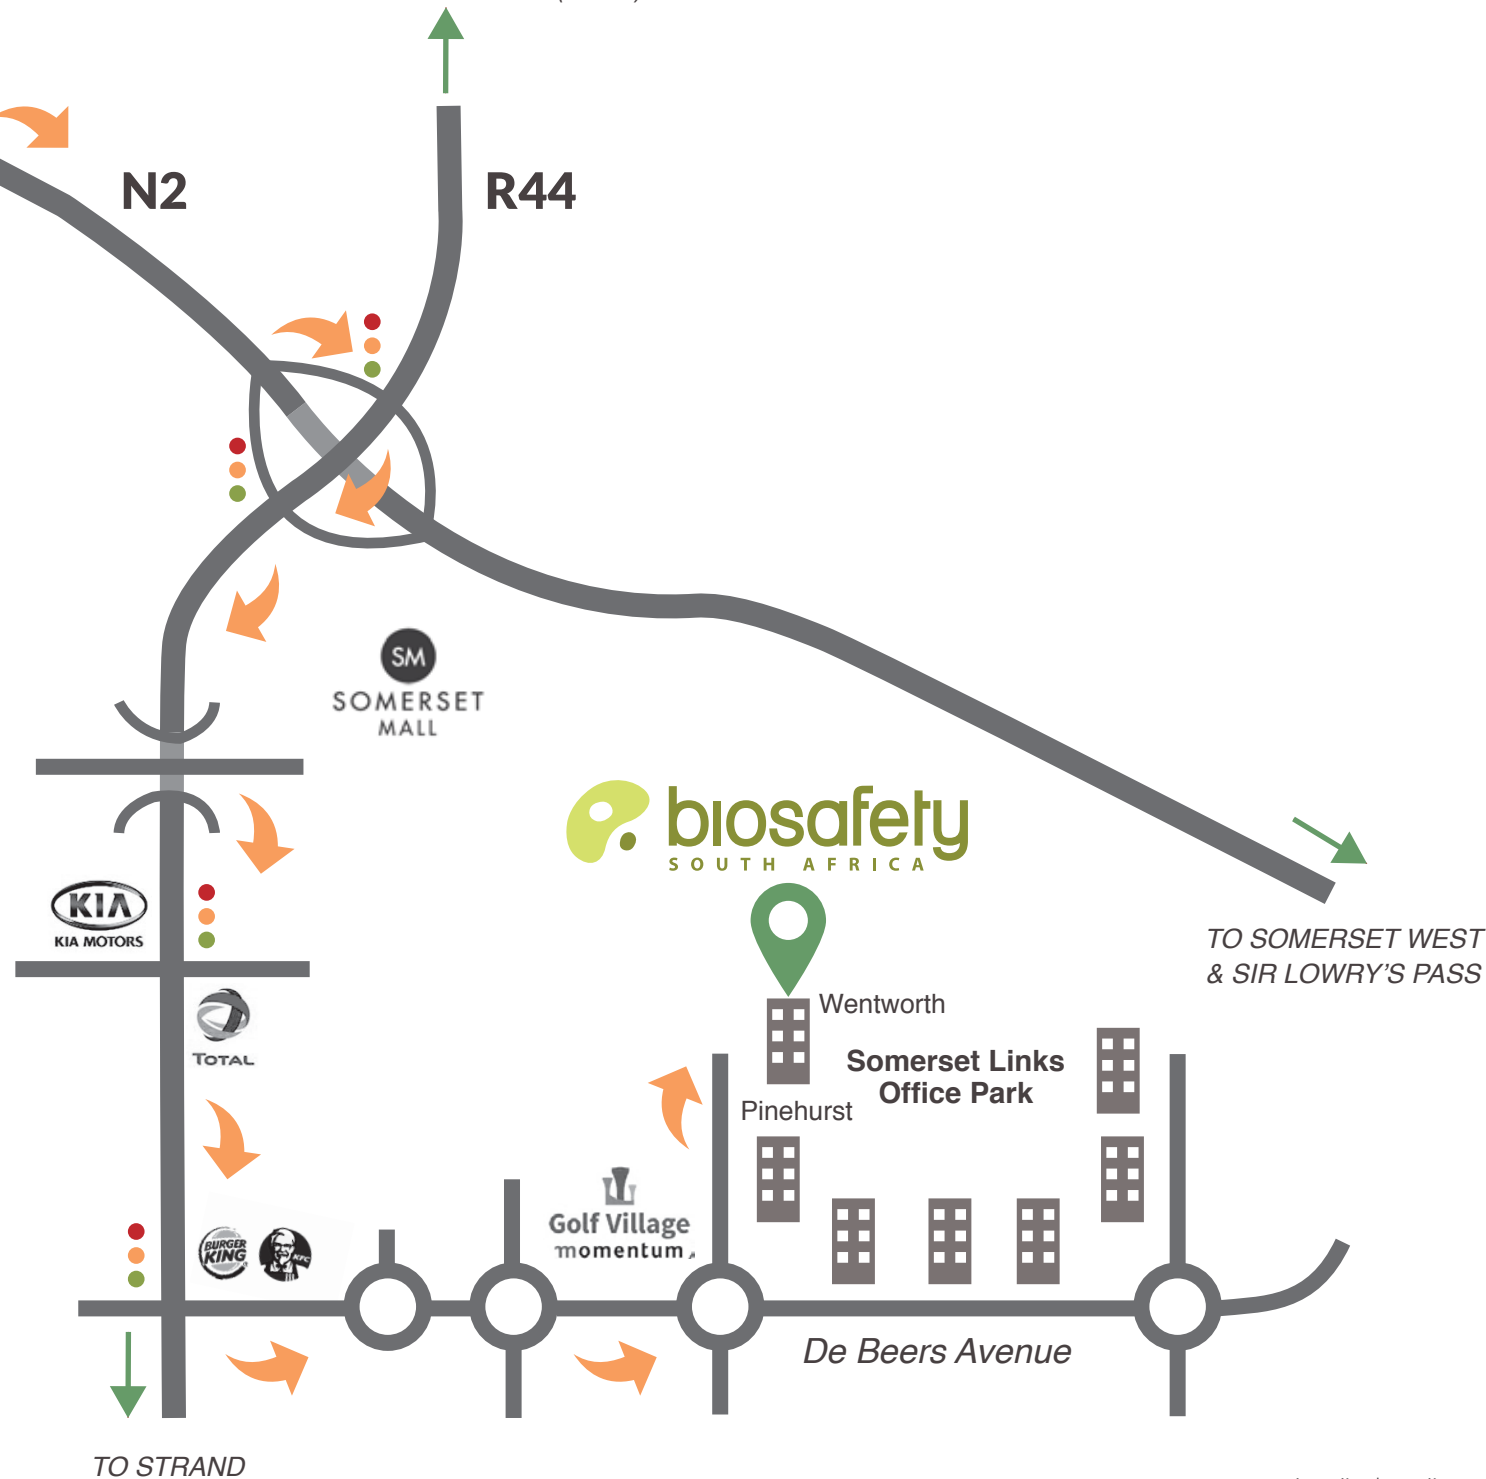 N2
R44
SM
SOMERSET
MALL
biosafety
SOUTH AFRICA
KIA
KIA MOTORS
TO SOMERSET WEST
& SIR LOWRY'S PASS
Wentworth
TOTAL
Somerset Links
Office Park
Pinehurst
Golf Village
momentum
BURGER
KING
KFC
De Beers Avenue
TO STRAND